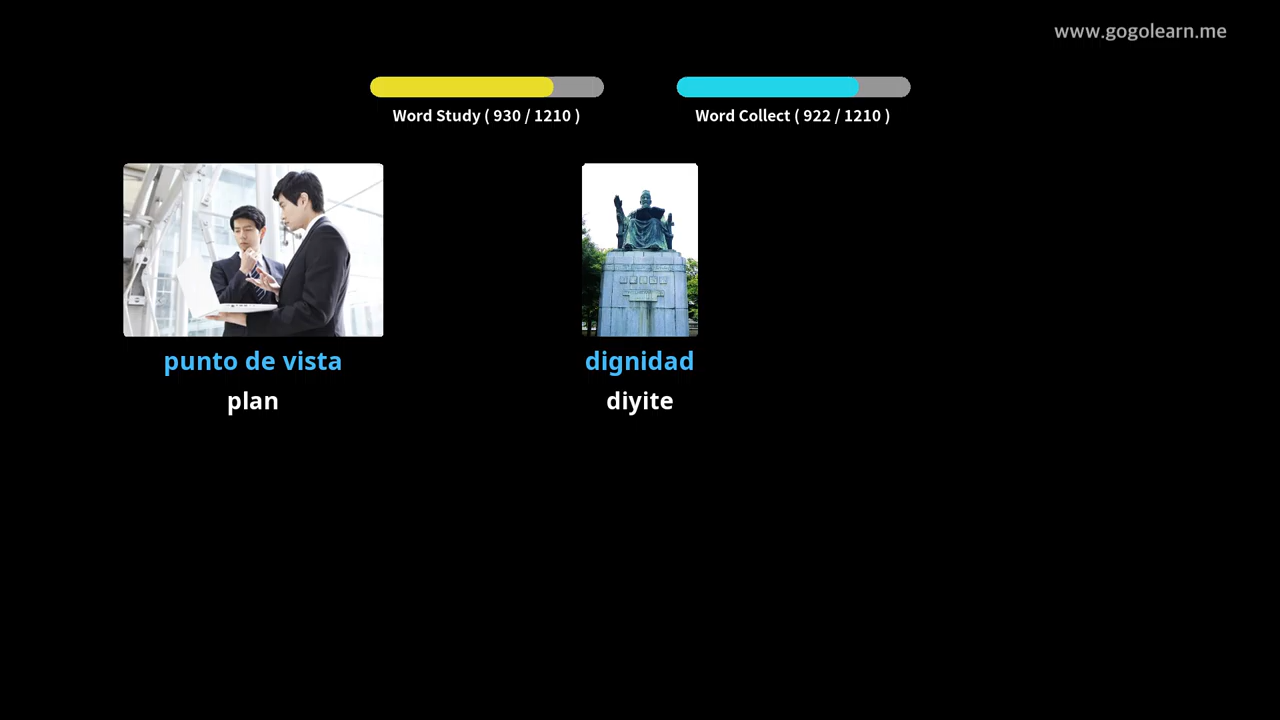 www.gogolearn.me
Word Study ( 930 / 1210 )
Word Collect ( 922 / 1210 )
punto de vista
plan
dignidad
diyite